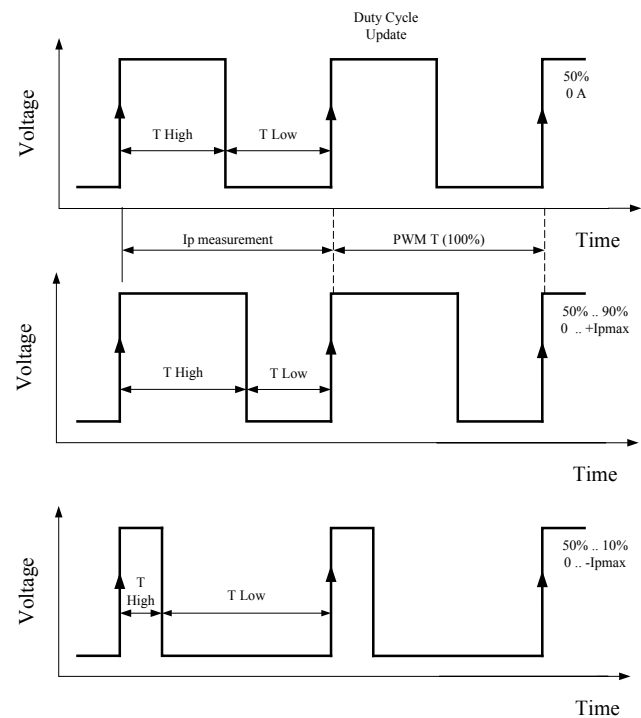 Duty Cycle
Update
Voltage
50%
0 A
T High
T Low
Time
Ip measurement
PWM T (100%)
Voltage
50% .. 90%
0 .. +Ipmax
T High
T Low
Time
Voltage
50% .. 10%
0 .. -Ipmax
T
High
T Low
Time